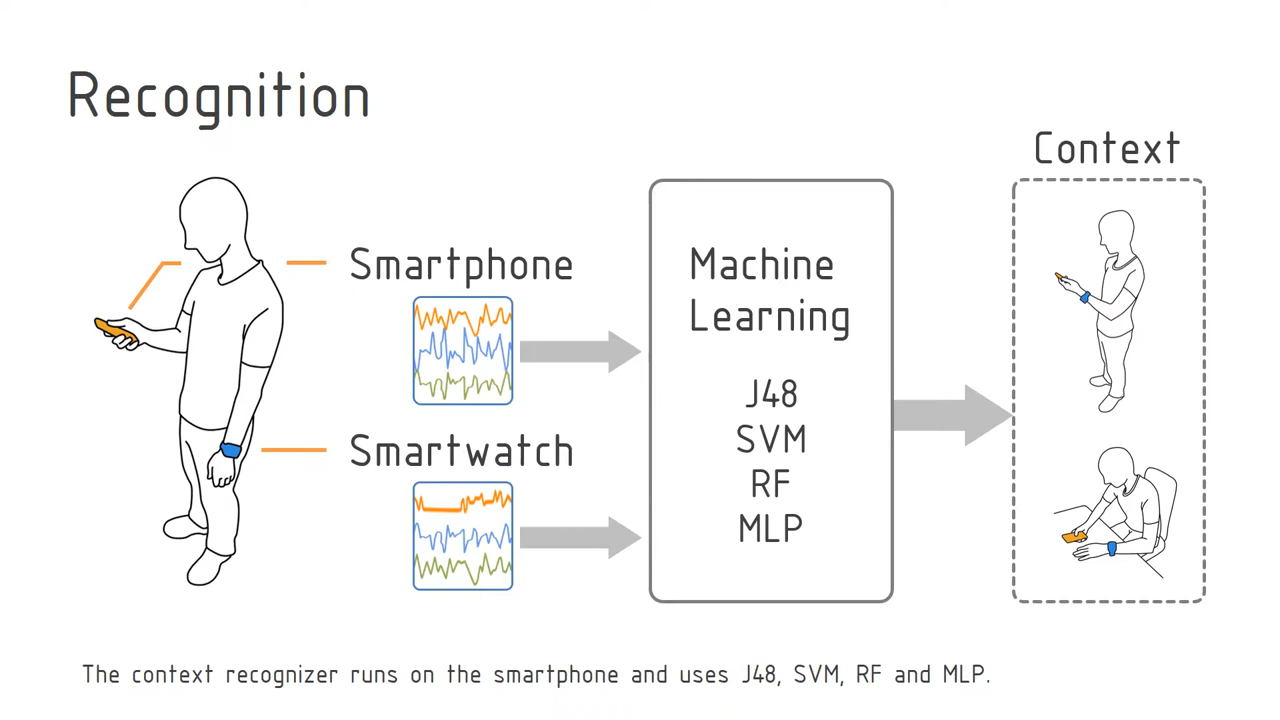 Recognition
Context
Smartphone
Smartwatch
Machine
Learning
J48
SVM
RF
MLP
The context recognizer runs on the smartphone and uses J48, SVM, RF and MLP.